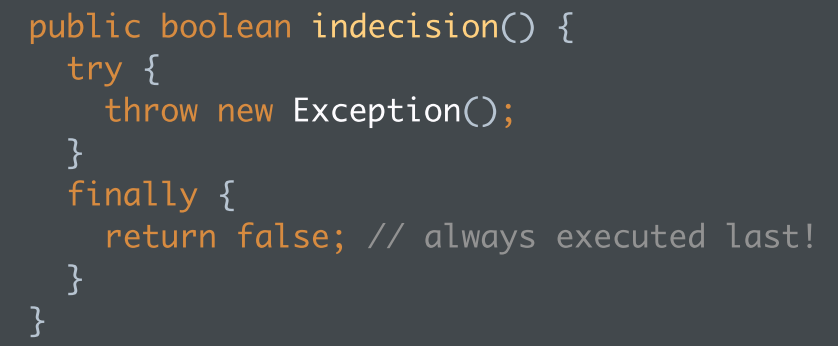 public boolean indecision() {
  try {
    throw new Exception();
  }
  finally {
    return false; // always executed last!
  }
}